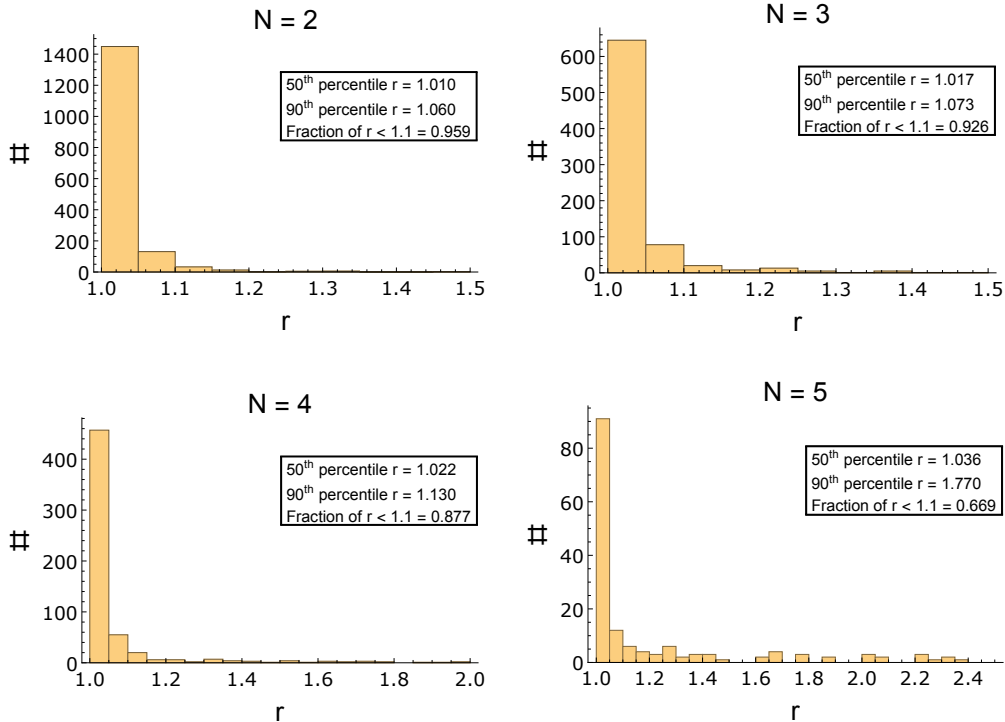 N = 2
1400
1200
1000
800
600
400
200
0
#
50th percentile r = 1.010
90th percentile r = 1.060
Fraction of r < 1.1 = 0.959
1.0 1.1 1.2 1.3 1.4 1.5
r
N = 3
600
400
200
100
0
#
50th percentile r = 1.017
90th percentile r = 1.073
Fraction of r < 1.1 = 0.926
1.0 1.1 1.2 1.3 1.4 1.5
r
N = 4
400
300
200
100
0
#
50th percentile r = 1.022
90th percentile r = 1.130
Fraction of r < 1.1 = 0.877
1.0 1.2 1.4 1.6 1.8 2.0
r
N = 5
80
60
40
20
0
#
50th percentile r = 1.036
90th percentile r = 1.770
Fraction of r < 1.1 = 0.669
1.0 1.2 1.4 1.6 1.8 2.0 2.2 2.4
r